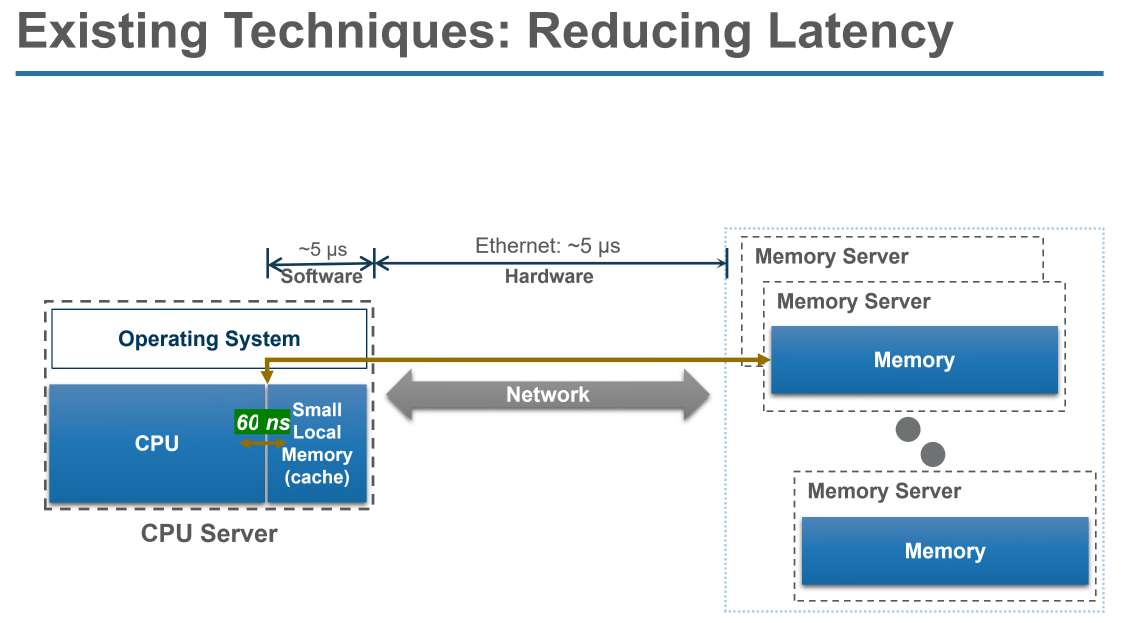 Existing Techniques: Reducing Latency
~5 µs
Software
Ethernet: ~5 µs
Hardware
Memory Server
Memory Server
Memory
Operating System
Network
CPU
60 ns
Small
Local
Memory
(cache)
CPU Server
Memory Server
Memory